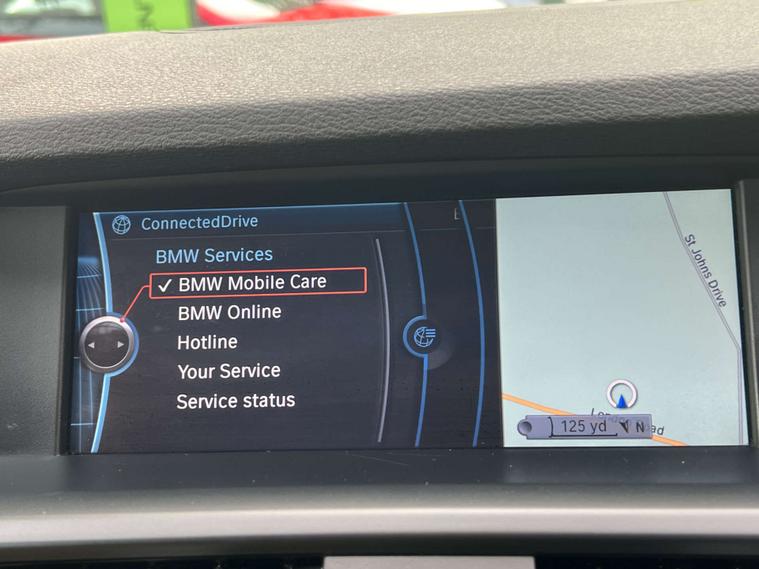 ConnectedDrive
BMW Services
✓ BMW Mobile Care
BMW Online
Hotline
Your Service
Service status
St Johns Drive
125 yd
N